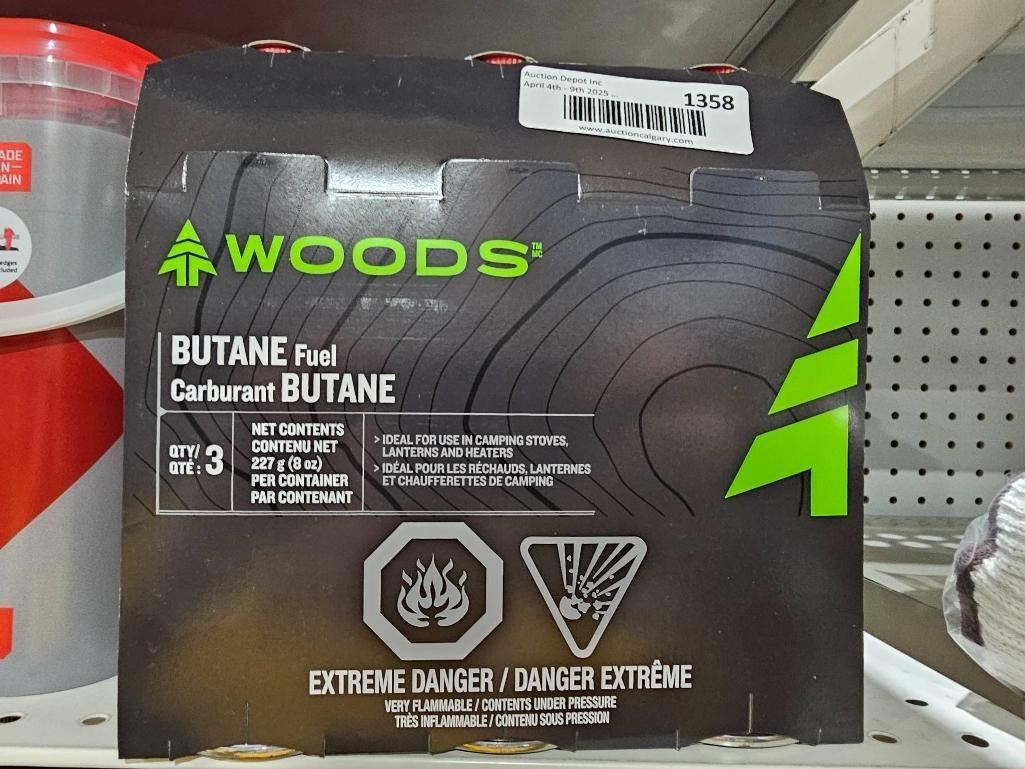 Auction Depot Inc
April 4th - 9th 2025 ...
1358
www.auctioncalgary.com
WOODS TM MC
BUTANE Fuel
Carburant BUTANE
QTY/
QTÉ : 3
NET CONTENTS
CONTENU NET
227 g (8 oz)
PER CONTAINER
PAR CONTENANT
> IDEAL FOR USE IN CAMPING STOVES,
LANTERNS AND HEATERS
> IDÉAL POUR LES RÉCHAUDS, LANTERNES
ET CHAUFFERETTES DE CAMPING
EXTREME DANGER / DANGER EXTRÊME
VERY FLAMMABLE / CONTENTS UNDER PRESSURE
TRÈS INFLAMMABLE / CONTENU SOUS PRESSION